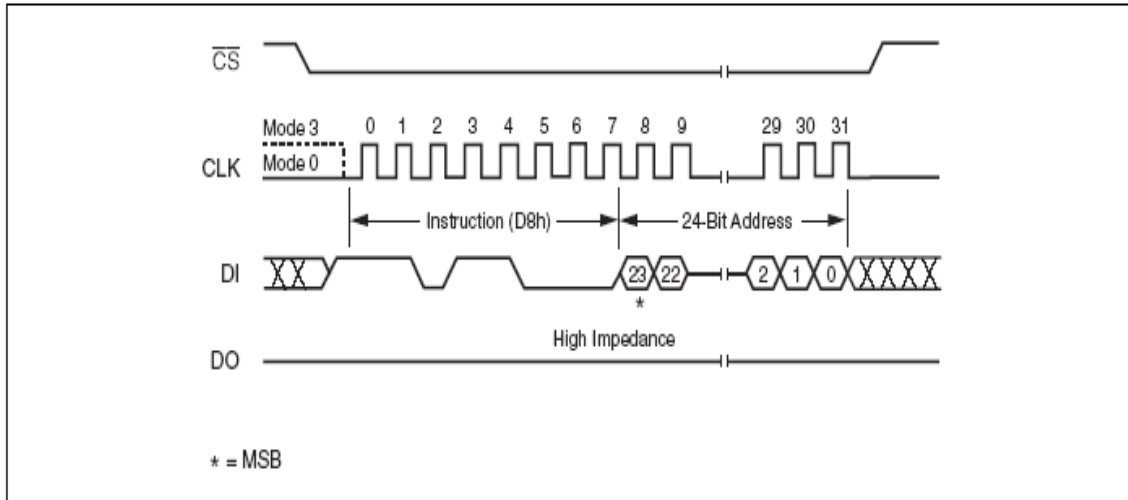 CS
Mode 3 0 1 2 3 4 5 6 7 8 9 29 30 31
CLK Mode 0
Instruction (D8h) 24-Bit Address
DI 23 22 2 1 0
*
High Impedance
DO
* = MSB